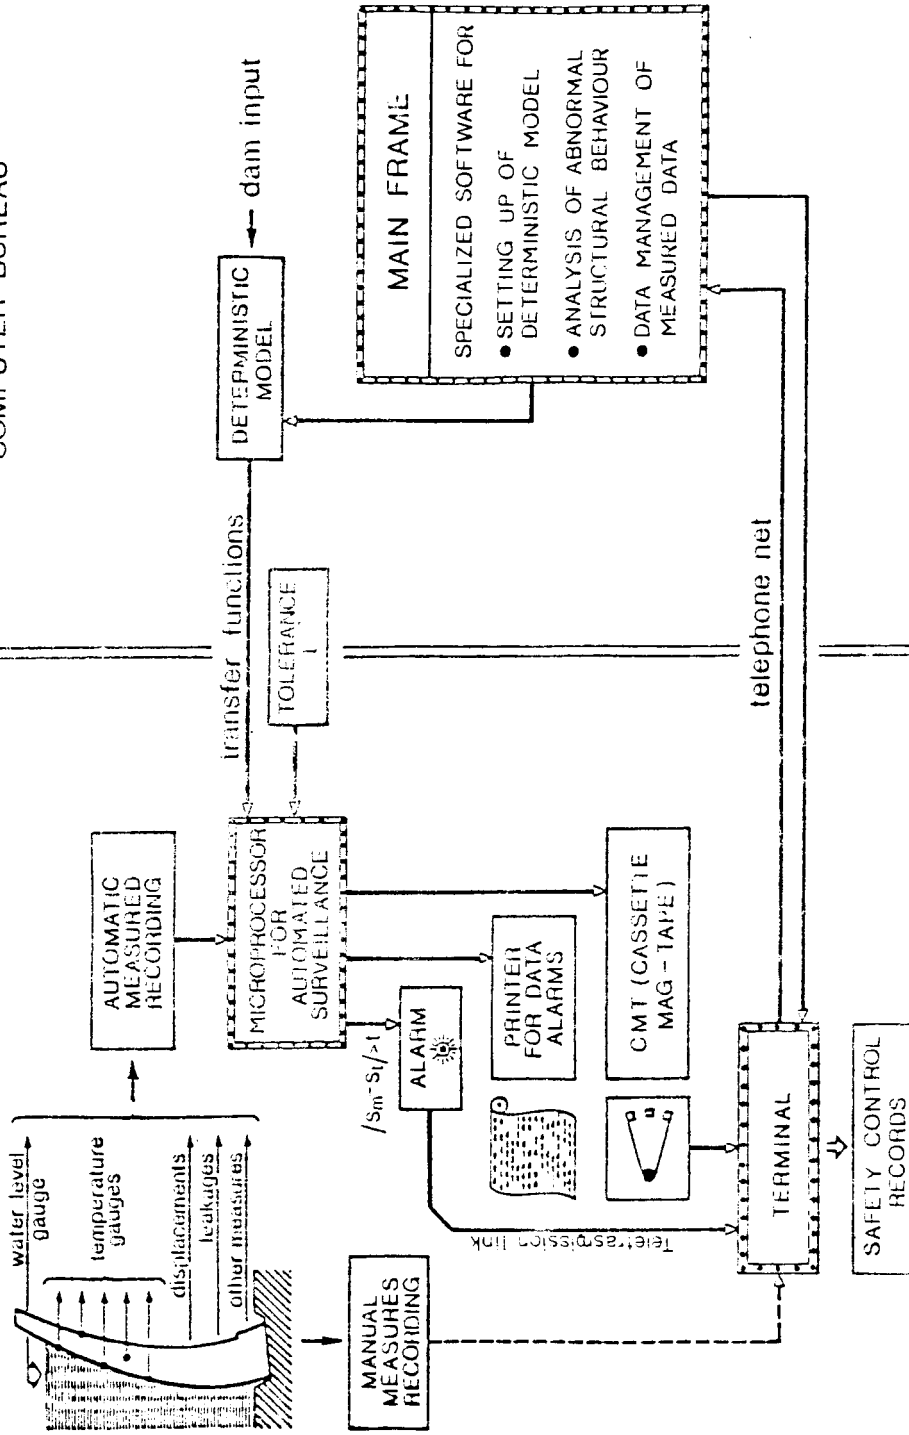 COMPUTER BUREAU
water level
gauge
temperature
gauges
displacements
leakages
other measures
AUTOMATIC
MEASURED
RECORDING
MICROPROCESSOR
FOR
AUTOMATED
SURVEILLANCE
transfer functions
TOLERANCE
DETERMINISTIC
MODEL
dam input
/Sm-St/>t
ALARM
PRINTER
FOR DATA
ALARMS
CMT (CASSETTE
MAG-TAPE)
Teletrasmission link
MANUAL
MEASURES
RECORDING
TERMINAL
SAFETY CONTROL
RECORDS
telephone net
MAIN FRAME
SPECIALIZED SOFTWARE FOR
● SETTING UP OF
DETERMINISTIC MODEL
● ANALYSIS OF ABNORMAL
STRUCTURAL BEHAVIOUR
● DATA MANAGEMENT OF
MEASURED DATA